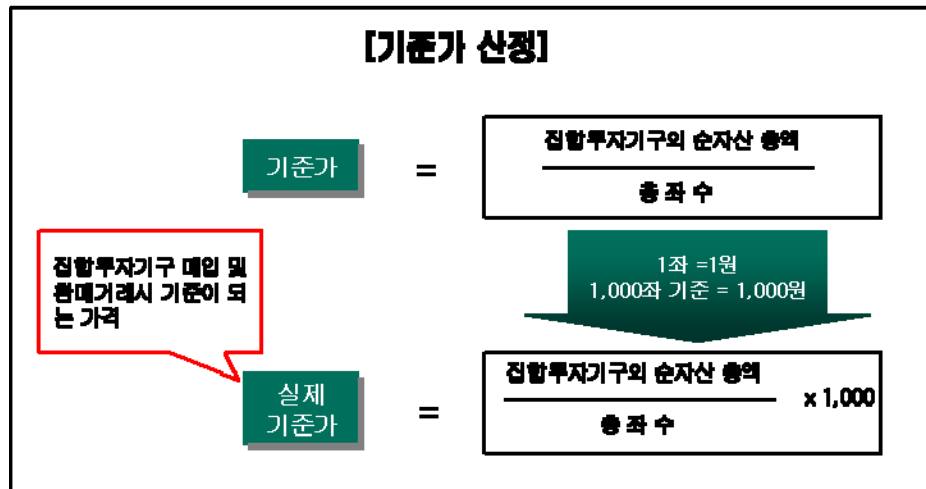 [기준가 산정]
기준가
=
집합투자기구의 순자산 총액
총 좌 수
집합투자기구 매입 및
환매거래시 기준이 되
는 가격
1좌 =1원
1,000좌 기준 = 1,000원
실제
기준가
=
집합투자기구의 순자산 총액
총 좌 수
x 1,000